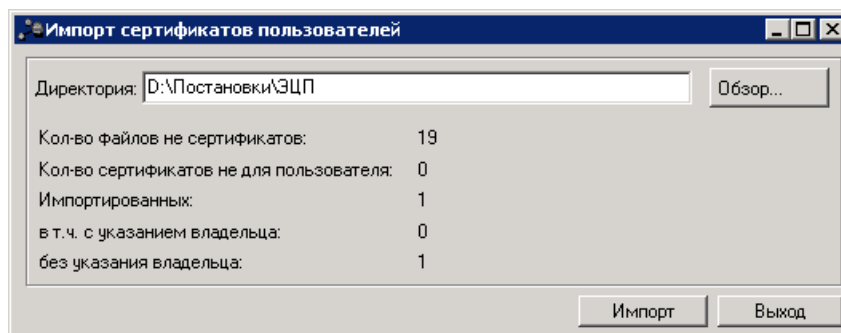 Импорт сертификатов пользователей
Директория: D:\Постановки\ЭЦП Обзор...
Кол-во файлов не сертификатов: 19
Кол-во сертификатов не для пользователя: 0
Импортированных: 1
в т.ч. с указанием владельца: 0
без указания владельца: 1
Импорт Выход